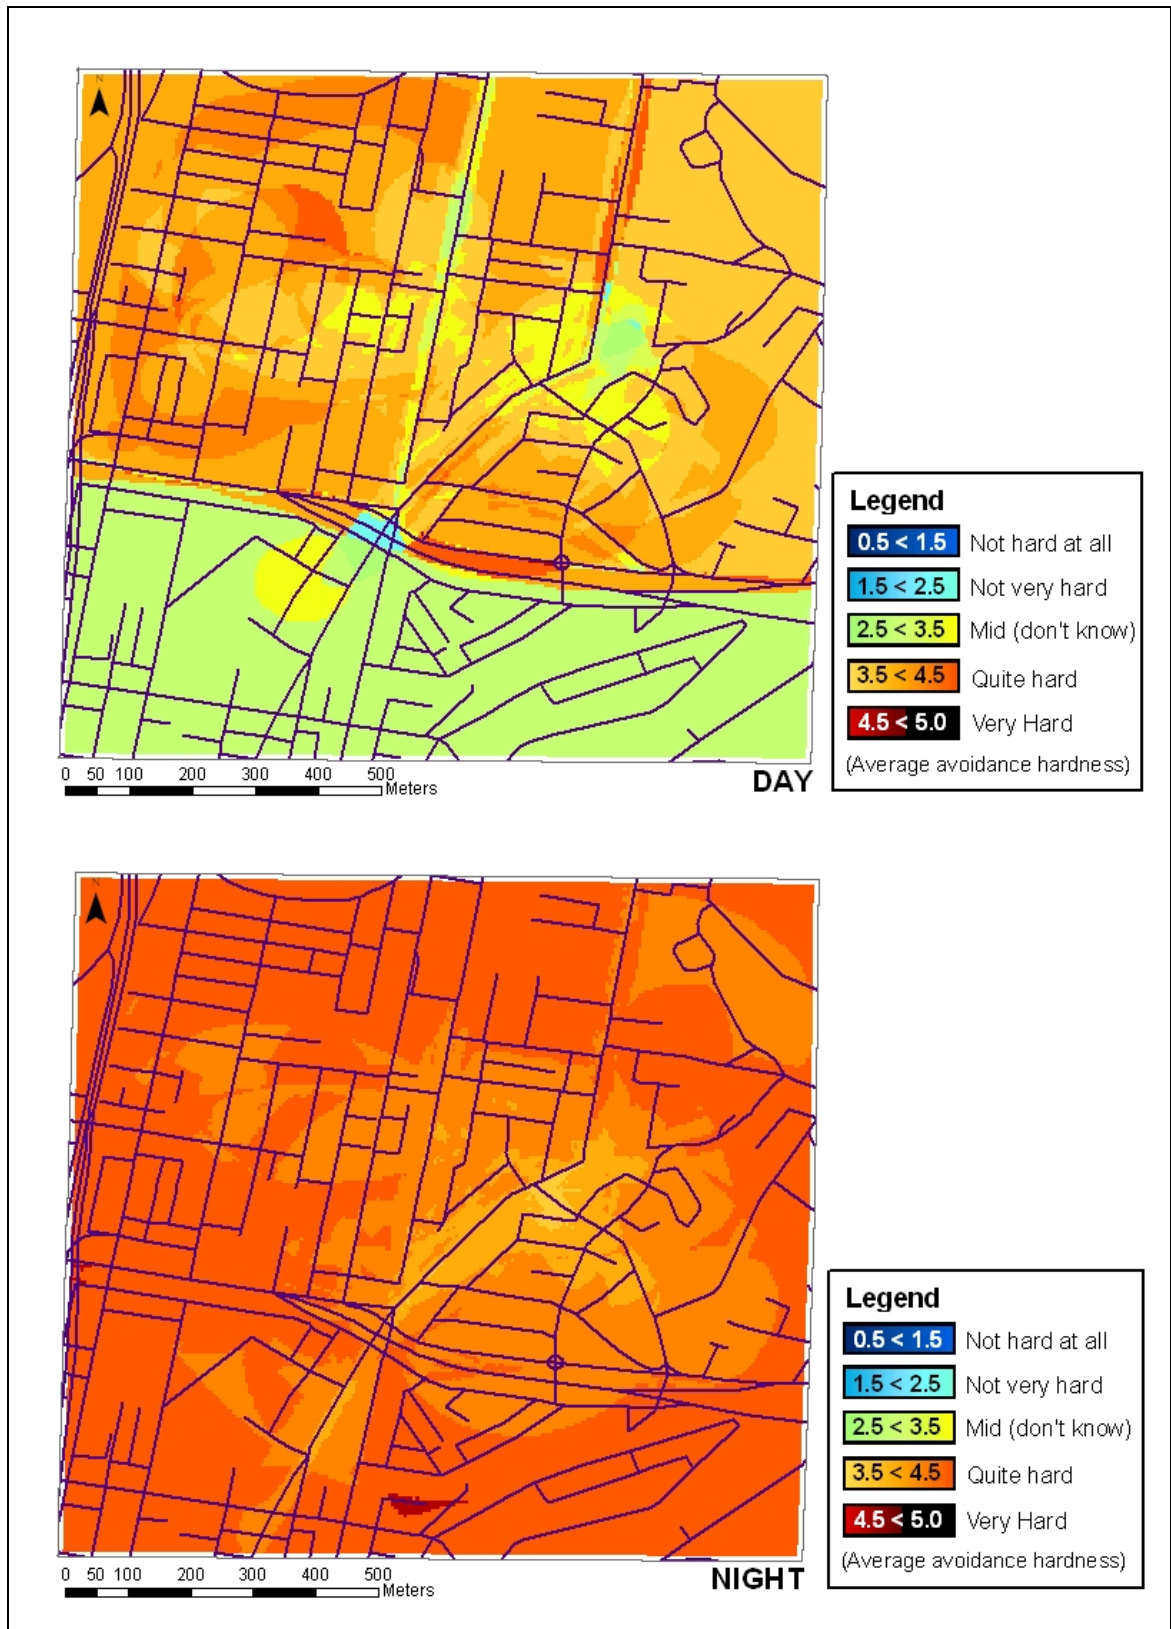 N
Legend
0.5 < 1.5 Not hard at all
1.5 < 2.5 Not very hard
2.5 < 3.5 Mid (don't know)
3.5 < 4.5 Quite hard
4.5 < 5.0 Very Hard
(Average avoidance hardness)
0 50 100 200 300 400 500
Meters
DAY
N
Legend
0.5 < 1.5 Not hard at all
1.5 < 2.5 Not very hard
2.5 < 3.5 Mid (don't know)
3.5 < 4.5 Quite hard
4.5 < 5.0 Very Hard
(Average avoidance hardness)
0 50 100 200 300 400 500
Meters
NIGHT